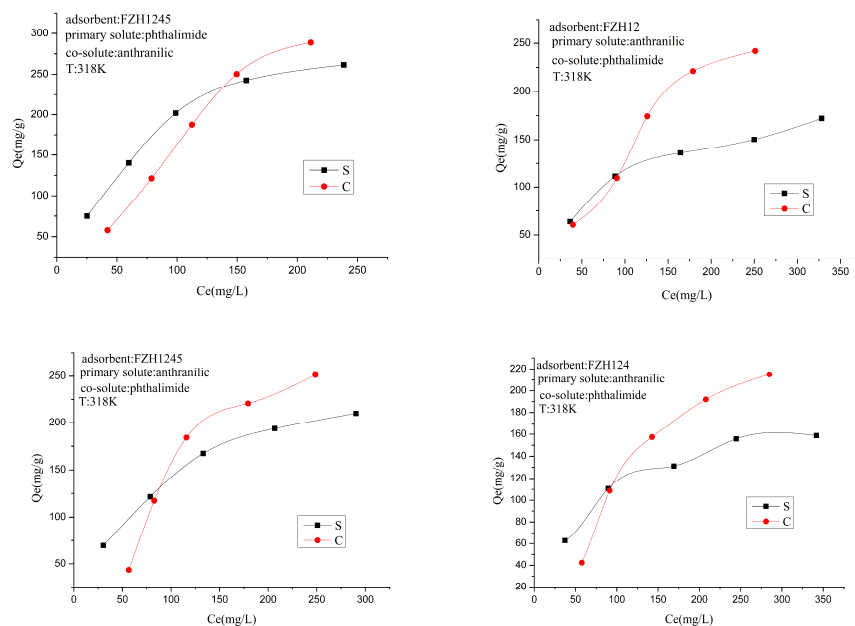 adsorbent:FZH1245
primary solute:phthalimide
co-solute:anthranilic
T:318K
300
250
200
150
100
50
0
50
100
150
200
250
Qe(mg/g)
Ce(mg/L)
S
C
adsorbent:FZH12
primary solute:anthranilic
co-solute:phthalimide
T:318K
250
200
150
100
50
0
50
100
150
200
250
300
350
Qe(mg/g)
Ce(mg/L)
S
C
adsorbent:FZH1245
primary solute:anthranilic
co-solute:phthalimide
T:318K
250
200
150
100
50
0
50
100
150
200
250
300
Qe(mg/g)
Ce(mg/L)
S
C
adsorbent:FZH124
primary solute:anthranilic
co-solute:phthalimide
T:318K
220
200
180
160
140
120
100
80
60
40
20
0
50
100
150
200
250
300
350
Qe(mg/g)
Ce(mg/L)
S
C